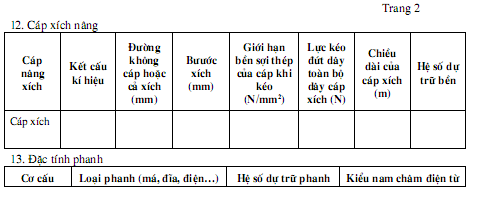 Trang 2
12. Cáp xích nâng
Cáp nâng xích | Kết cấu kí hiệu | Đường không cáp hoặc cả xích (mm) | Bưước xích (mm) | Giới hạn bền sợi thép của cáp khi kéo (N/mm²) | Lực kéo đứt dây toàn bộ dây cáp xích (N) | Chiều dài của cáp xích (m) | Hệ số dự trữ bền
Cáp xích
13. Đặc tính phanh
Cơ cấu | Loại phanh (má, đĩa, điện…) | Hệ số dự trữ phanh | Kiểu nam châm điện từ